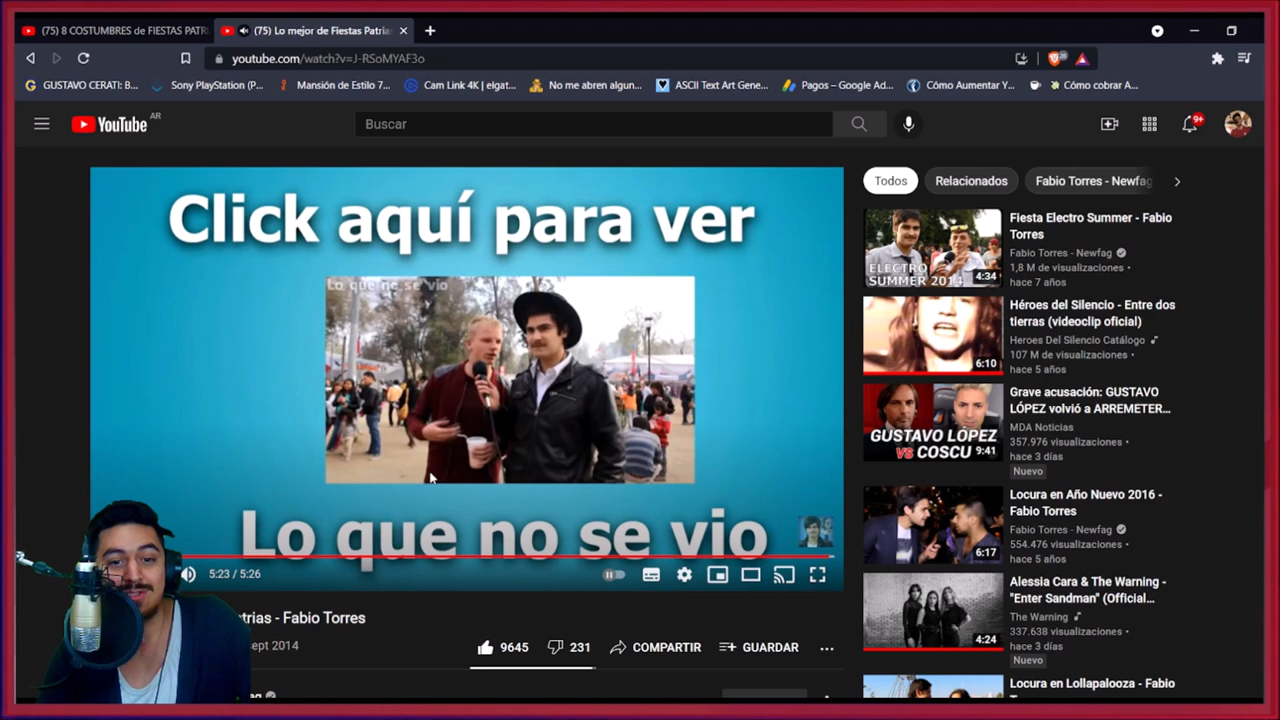 (75) 8 COSTUMBRES de FIESTAS PATRI
(75) Lo mejor de Fiestas Patrias
youtube.com/watch?v=J-RSoMYAF3o
GUSTAVO CERATI: B...
Sony PlayStation (P...
Mansión de Estilo 7...
Cam Link 4K | elgat...
No me abren algun...
ASCII Text Art Gene...
Pagos – Google Ad...
Cómo Aumentar Y...
Cómo cobrar A...
YouTube AR
Buscar
9+
Click aquí para ver
Lo que no se vio
Lo que no se vio
5:23 / 5:26
trias - Fabio Torres
sept 2014
9645
231
COMPARTIR
GUARDAR
Todos
Relacionados
Fabio Torres - Newfag
ELECTRO
SUMMER 2014
4:34
Fiesta Electro Summer - Fabio
Torres
Fabio Torres - Newfag
1,8 M de visualizaciones •
hace 7 años
6:10
Héroes del Silencio - Entre dos
tierras (videoclip oficial)
Heroes Del Silencio Catálogo
107 M de visualizaciones •
hace 5 años
GUSTAVO LÓPEZ
VS COSCU
9:41
Grave acusación: GUSTAVO
LÓPEZ volvió a ARREMETER...
MDA Noticias
357.976 visualizaciones •
hace 3 días
Nuevo
6:17
Locura en Año Nuevo 2016 -
Fabio Torres
Fabio Torres - Newfag
554.476 visualizaciones •
hace 5 años
4:24
Alessia Cara & The Warning -
"Enter Sandman" (Official...
The Warning
337.638 visualizaciones •
hace 3 días
Nuevo
Locura en Lollapalooza - Fabio